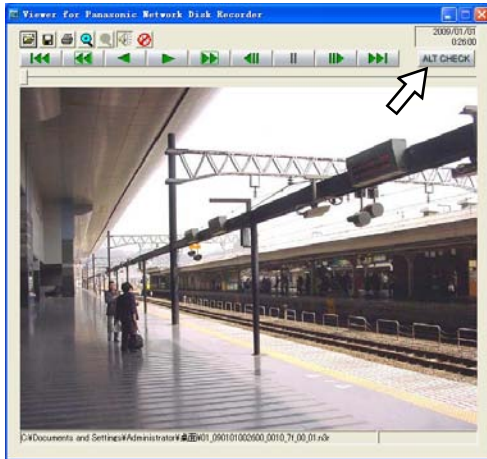 Viewer for Panasonic Network Disk Recorder
2009/01/01
0:26:00
ALT CHECK
C:¥Documents and Settings¥Administrator¥桌面¥01_090101002600_0010_7f_00_01.n3r